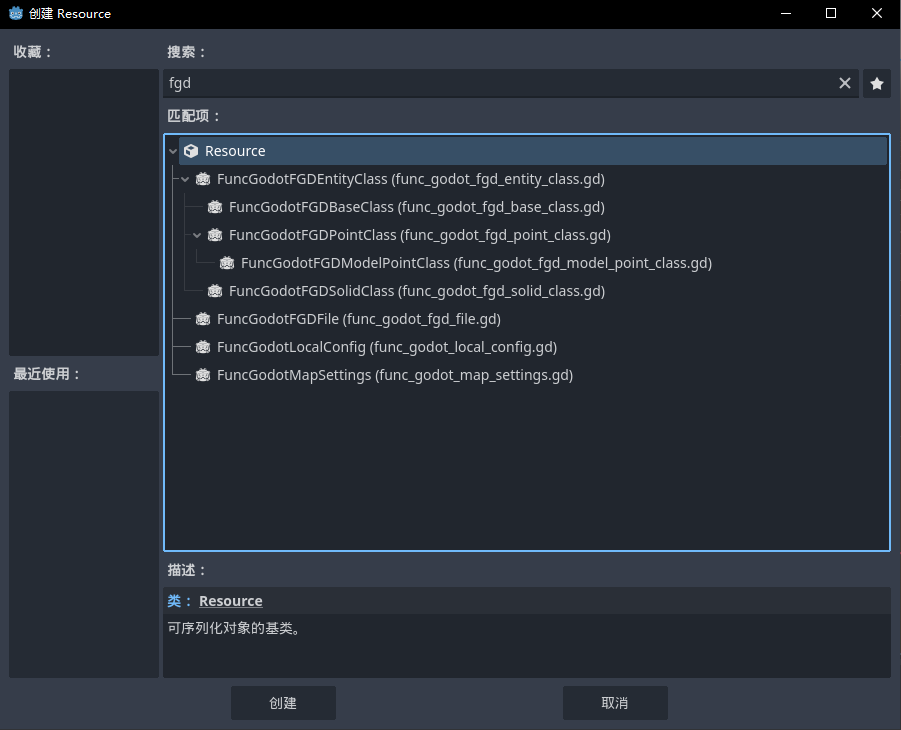 创建 Resource
收藏：
搜索：
fgd
匹配项：
Resource
FuncGodotFGDEntityClass (func_godot_fgd_entity_class.gd)
FuncGodotFGDBaseClass (func_godot_fgd_base_class.gd)
FuncGodotFGDPointClass (func_godot_fgd_point_class.gd)
FuncGodotFGDModelPointClass (func_godot_fgd_model_point_class.gd)
FuncGodotFGDSolidClass (func_godot_fgd_solid_class.gd)
FuncGodotFGDFile (func_godot_fgd_file.gd)
FuncGodotLocalConfig (func_godot_local_config.gd)
FuncGodotMapSettings (func_godot_map_settings.gd)
最近使用：
描述：
类： Resource
可序列化对象的基类。
创建
取消